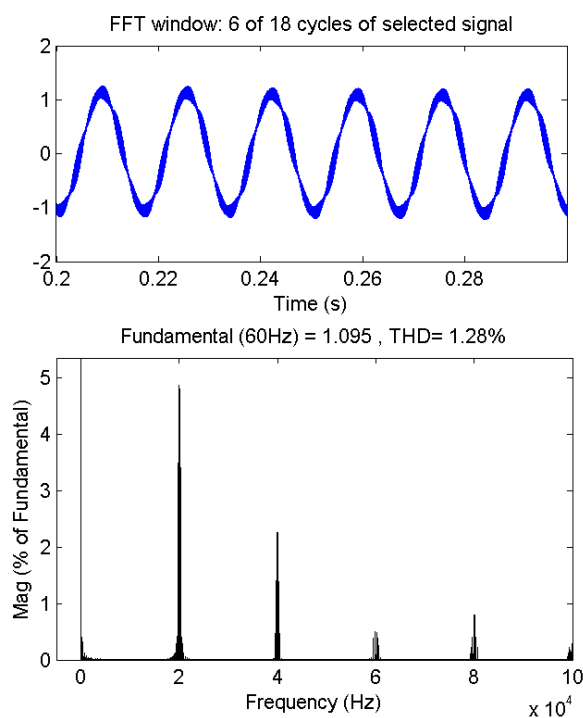 FFT window: 6 of 18 cycles of selected signal
2
1
0
-1
-2
0.2 0.22 0.24 0.26 0.28
Time (s)
Fundamental (60Hz) = 1.095 , THD= 1.28%
Mag (% of Fundamental)
5
4
3
2
1
0
0 2 4 6 8 10
Frequency (Hz)
x 10^4